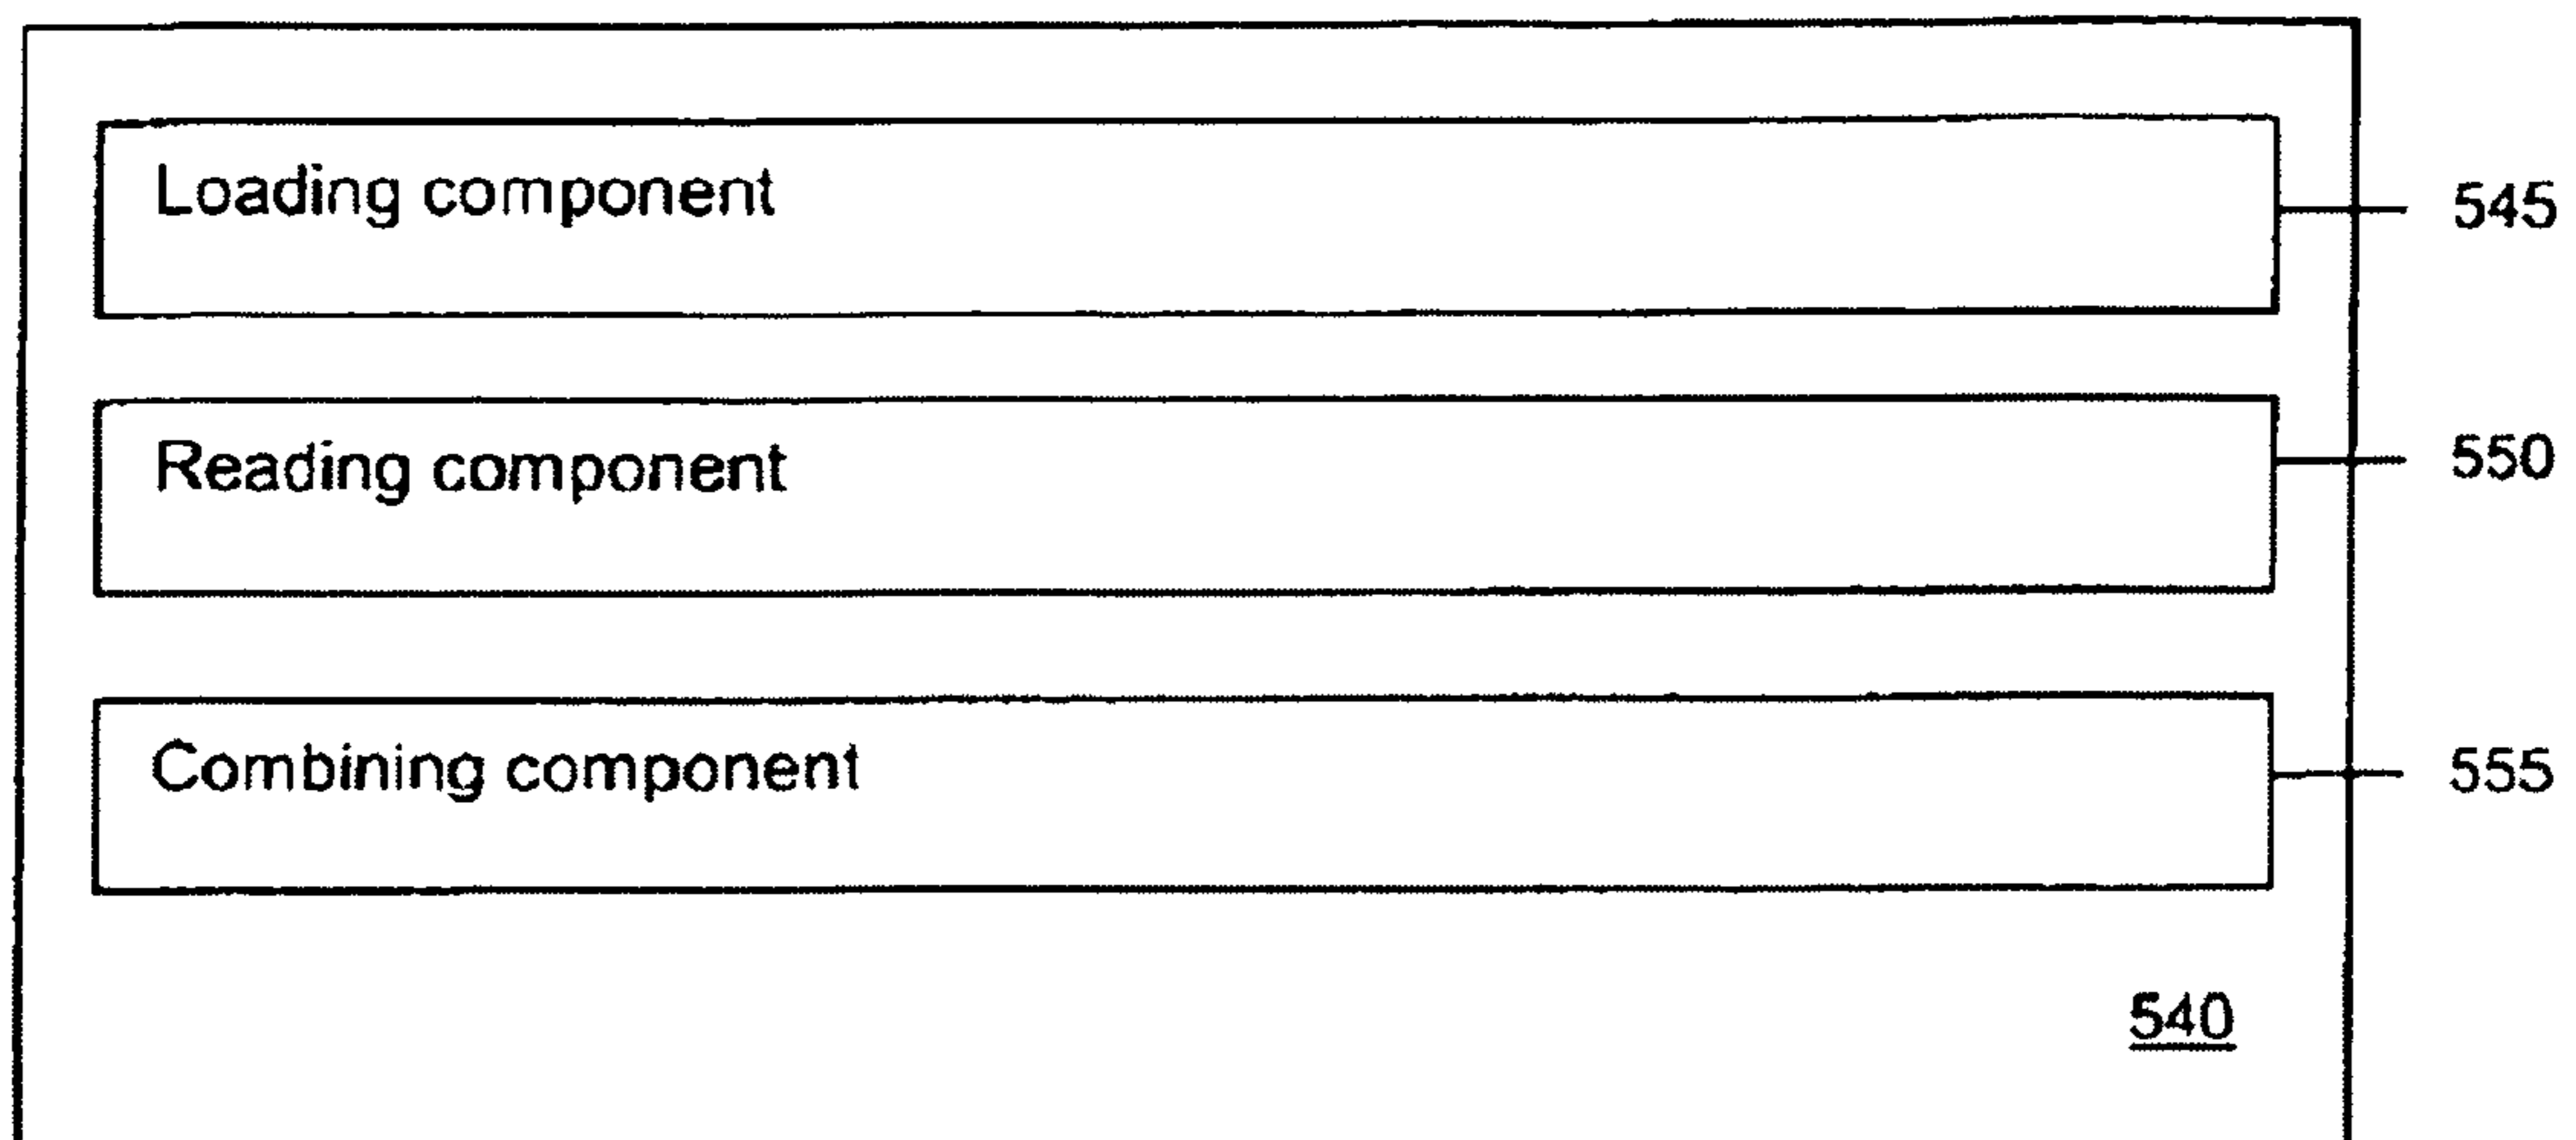 Loading component
545
Reading component
550
Combining component
555
540